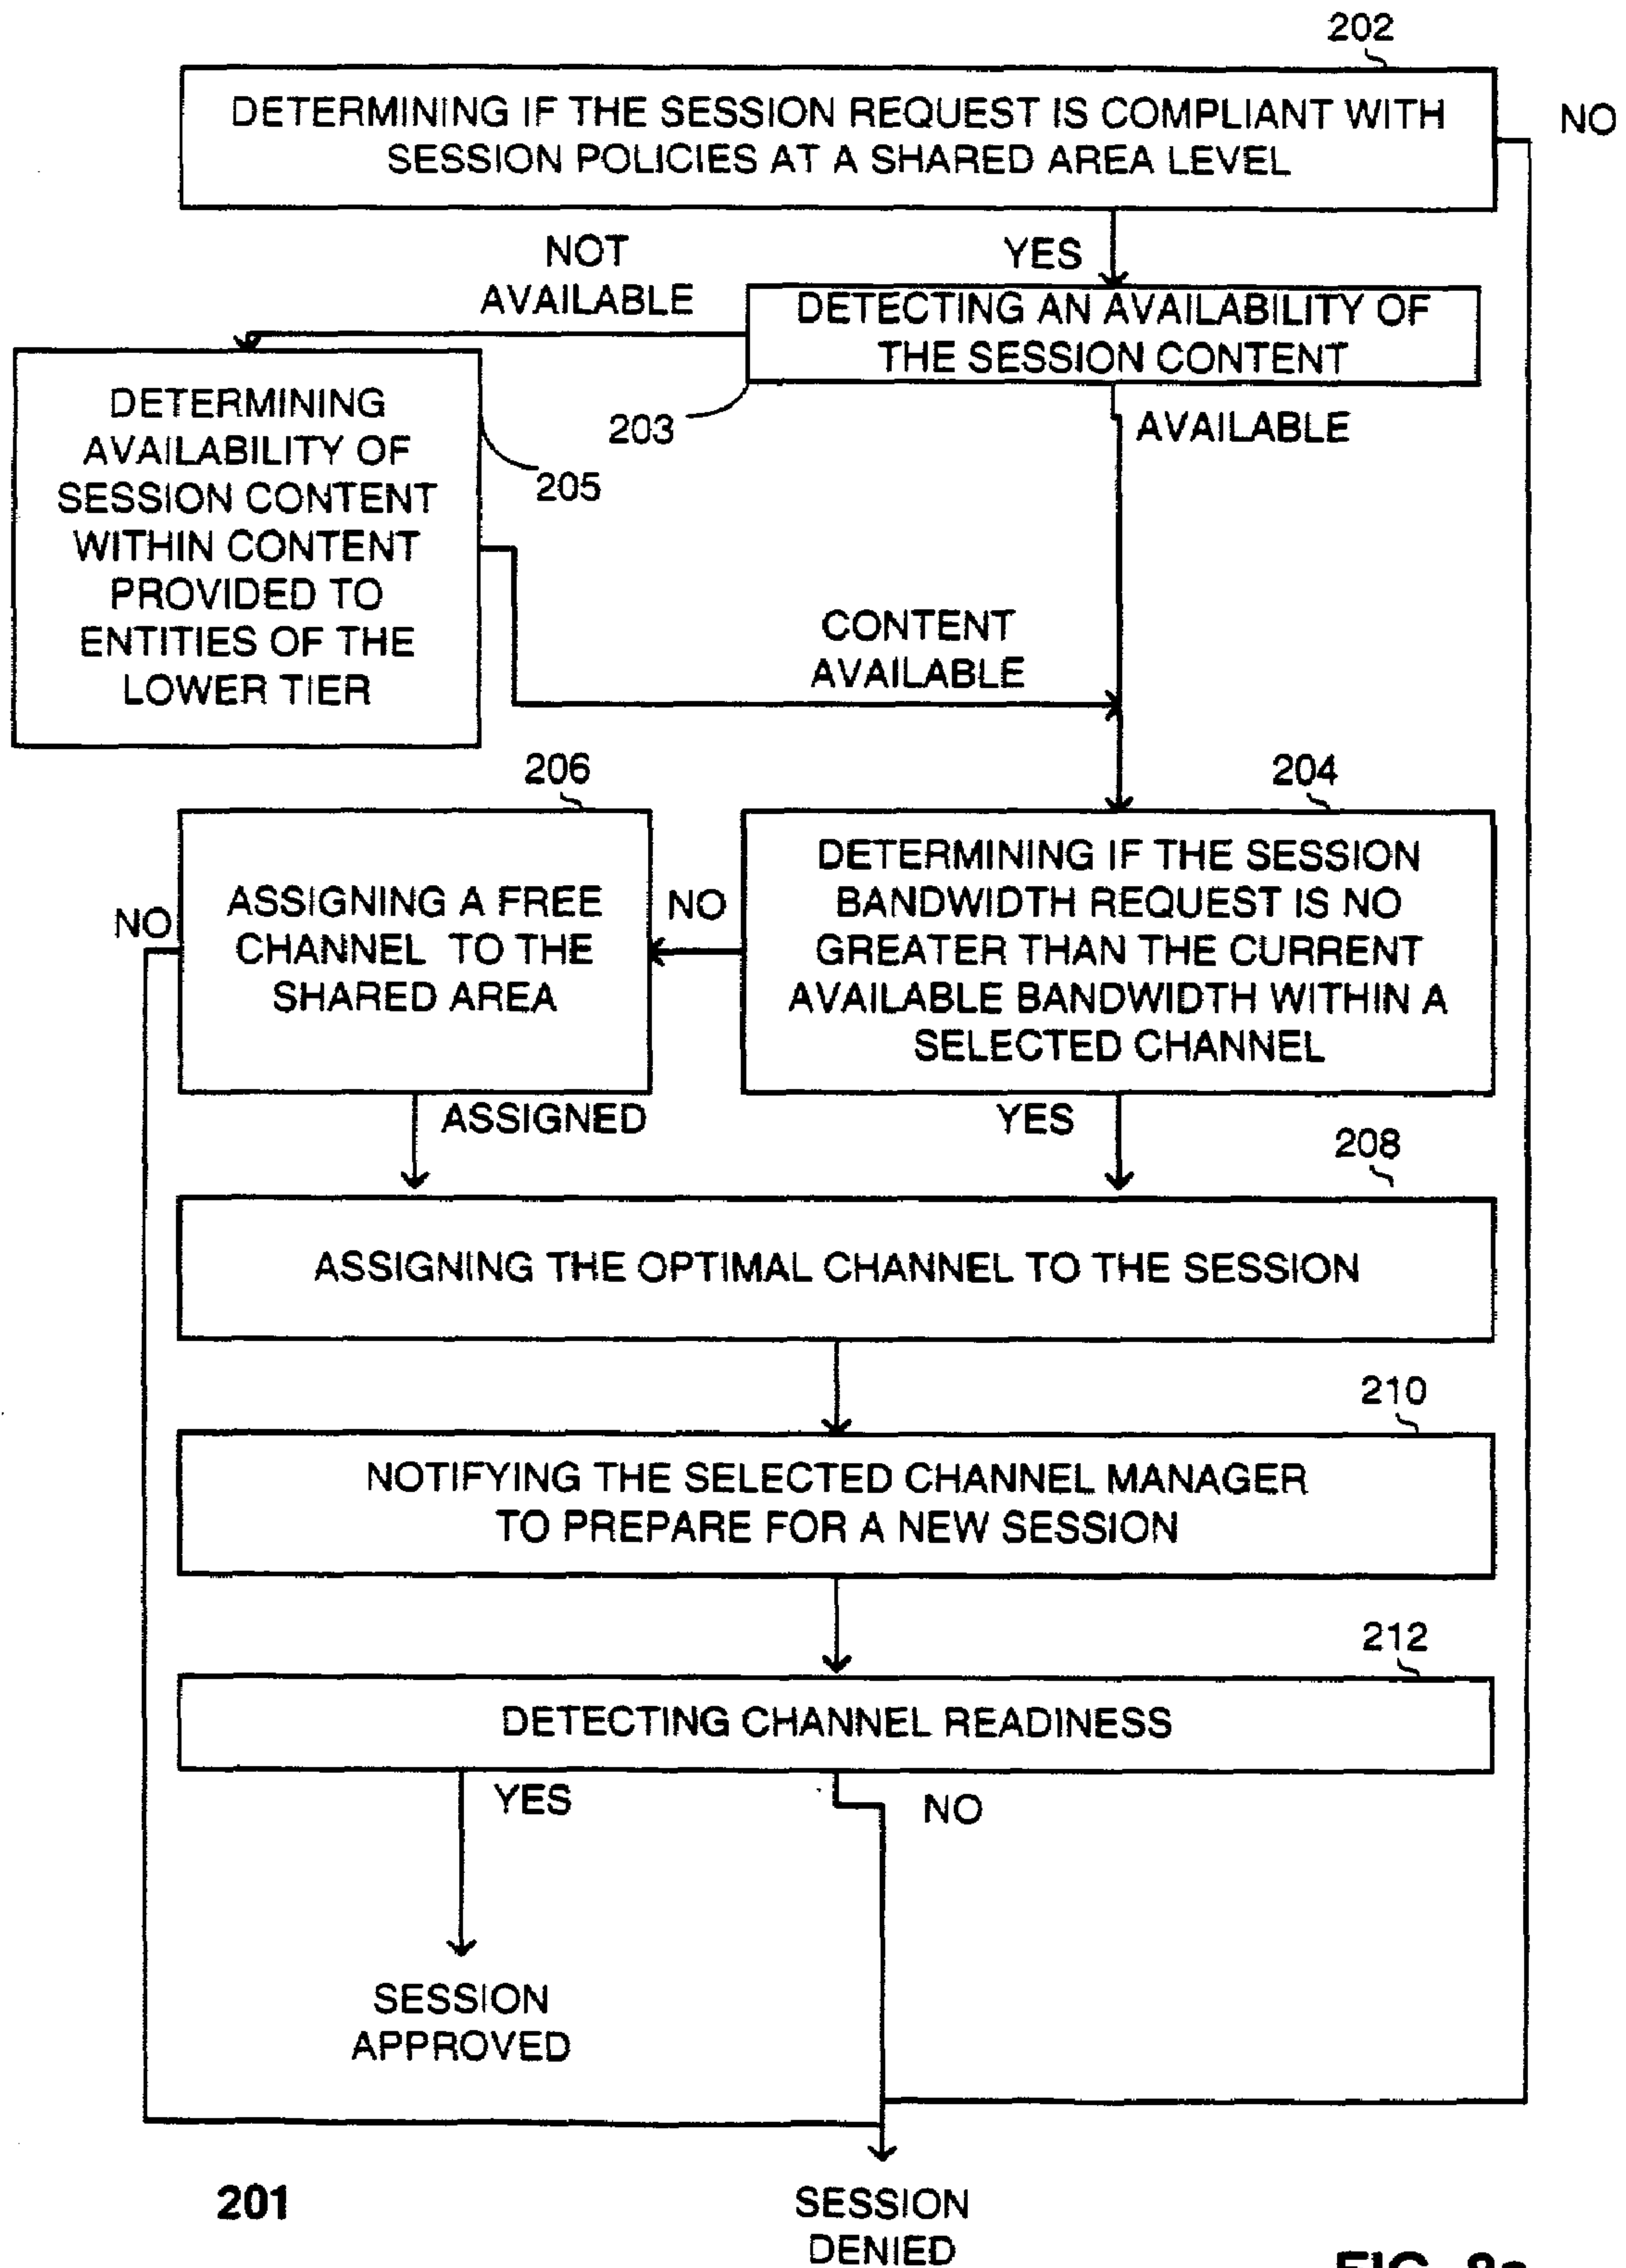 202
DETERMINING IF THE SESSION REQUEST IS COMPLIANT WITH
SESSION POLICIES AT A SHARED AREA LEVEL
NO
NOT
AVAILABLE
YES
DETECTING AN AVAILABILITY OF
THE SESSION CONTENT
203
AVAILABLE
DETERMINING
AVAILABILITY OF
SESSION CONTENT
WITHIN CONTENT
PROVIDED TO
ENTITIES OF THE
LOWER TIER
205
CONTENT
AVAILABLE
206
204
NO
ASSIGNING A FREE
CHANNEL TO THE
SHARED AREA
NO
DETERMINING IF THE SESSION
BANDWIDTH REQUEST IS NO
GREATER THAN THE CURRENT
AVAILABLE BANDWIDTH WITHIN A
SELECTED CHANNEL
ASSIGNED
YES
208
ASSIGNING THE OPTIMAL CHANNEL TO THE SESSION
210
NOTIFYING THE SELECTED CHANNEL MANAGER
TO PREPARE FOR A NEW SESSION
212
DETECTING CHANNEL READINESS
YES
NO
SESSION
APPROVED
201
SESSION
DENIED